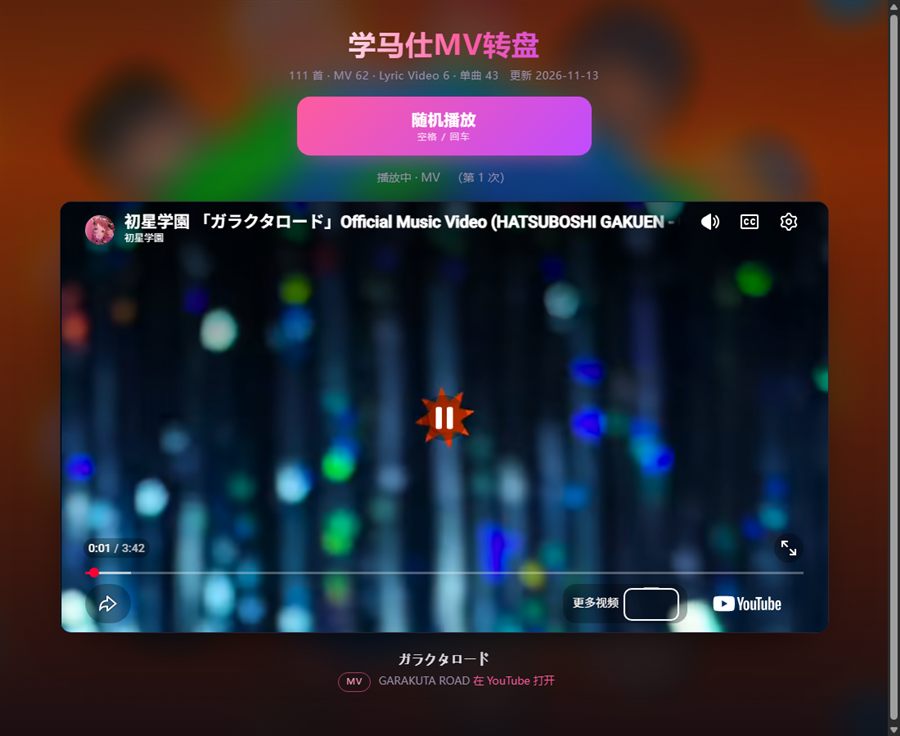 学马仕MV转盘
111 首 · MV 62 · Lyric Video 6 · 单曲 43 更新 2026-11-13
随机播放
空格 / 回车
播放中 · MV （第 1 次）
初星学園 「ガラクタロード」Official Music Video (HATSUBOSHI GAKUEN -
初星学園
CC
0:01 / 3:42
更多视频
YouTube
ガラクタロード
MV GARAKUTA ROAD 在 YouTube 打开